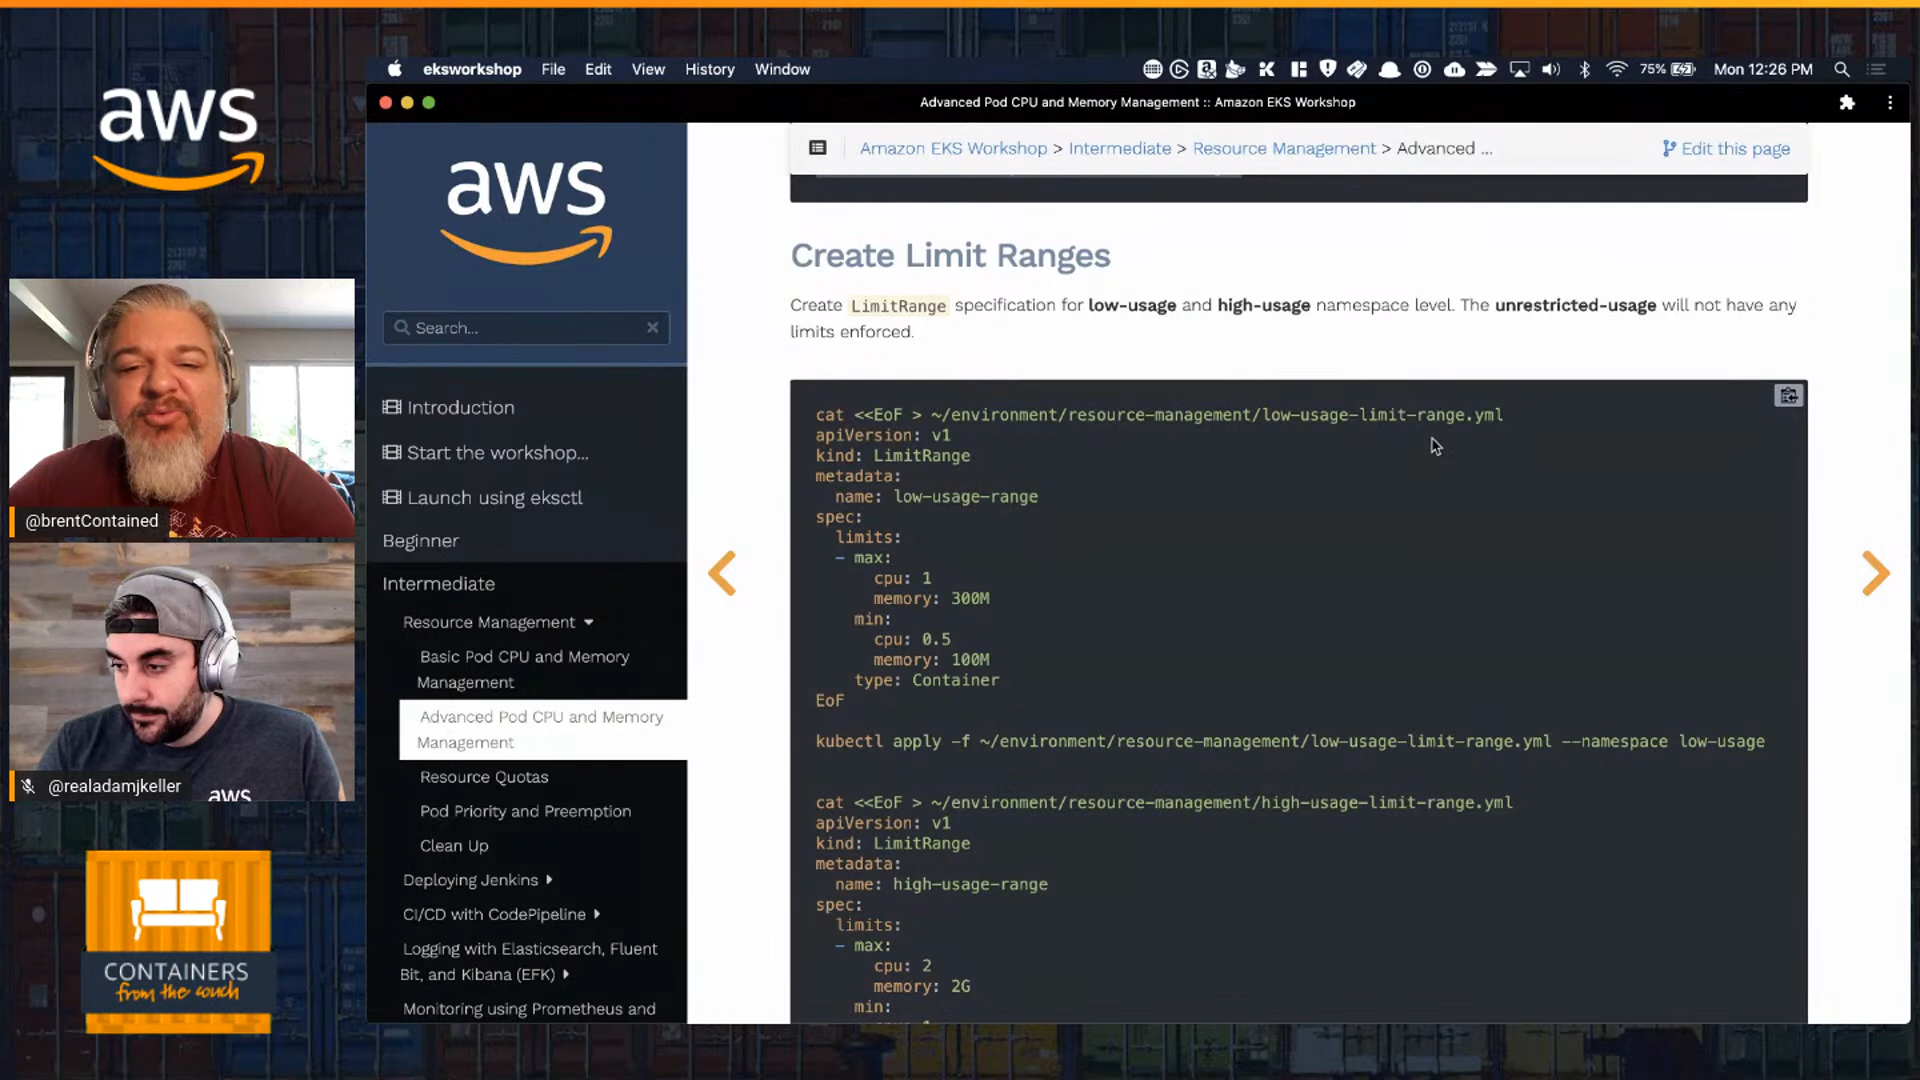 aws
eksworkshop File Edit View History Window
75% Mon 12:26 PM
Advanced Pod CPU and Memory Management :: Amazon EKS Workshop
aws
Search...
Introduction
Start the workshop...
Launch using eksctl
Beginner
Intermediate
Resource Management
Basic Pod CPU and Memory
Management
Advanced Pod CPU and Memory
Management
Resource Quotas
Pod Priority and Preemption
Clean Up
Deploying Jenkins
CI/CD with CodePipeline
Logging with Elasticsearch, Fluent
Bit, and Kibana (EFK)
Monitoring using Prometheus and
Amazon EKS Workshop > Intermediate > Resource Management > Advanced ...
Edit this page
Create Limit Ranges
Create LimitRange specification for low-usage and high-usage namespace level. The unrestricted-usage will not have any
limits enforced.
cat <<EoF > ~/environment/resource-management/low-usage-limit-range.yml
apiVersion: v1
kind: LimitRange
metadata:
name: low-usage-range
spec:
limits:
- max:
cpu: 1
memory: 300M
min:
cpu: 0.5
memory: 100M
type: Container
EoF
kubectl apply -f ~/environment/resource-management/low-usage-limit-range.yml --namespace low-usage
cat <<EoF > ~/environment/resource-management/high-usage-limit-range.yml
apiVersion: v1
kind: LimitRange
metadata:
name: high-usage-range
spec:
limits:
- max:
cpu: 2
memory: 2G
min:
@brentContained
@realadamjkeller
aws
CONTAINERS
from the couch